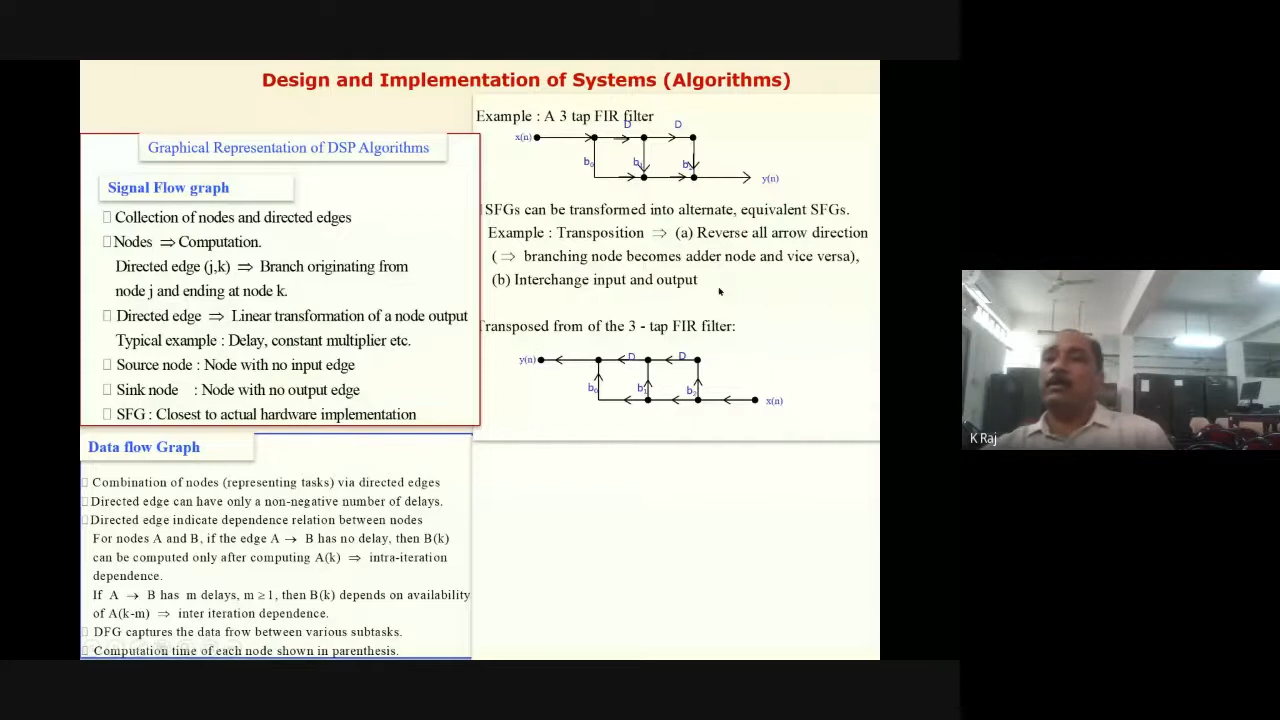 Design and Implementation of Systems (Algorithms)
Graphical Representation of DSP Algorithms
Signal Flow graph
Collection of nodes and directed edges
Nodes ⇒ Computation.
Directed edge (j,k) ⇒ Branch originating from
node j and ending at node k.
Directed edge ⇒ Linear transformation of a node output
Typical example : Delay, constant multiplier etc.
Source node : Node with no input edge
Sink node : Node with no output edge
SFG : Closest to actual hardware implementation
Data flow Graph
Combination of nodes (representing tasks) via directed edges
Directed edge can have only a non-negative number of delays.
Directed edge indicate dependence relation between nodes
For nodes A and B, if the edge A → B has no delay, then B(k)
can be computed only after computing A(k) ⇒ intra-iteration
dependence.
If A → B has m delays, m ≥ 1, then B(k) depends on availability
of A(k-m) ⇒ inter iteration dependence.
DFG captures the data frow between various subtasks.
Computation time of each node shown in parenthesis.
Example : A 3 tap FIR filter
D D
x(n)
b₀ b₁ b₂
y(n)
SFGs can be transformed into alternate, equivalent SFGs.
Example : Transposition ⇒ (a) Reverse all arrow direction
( ⇒ branching node becomes adder node and vice versa),
(b) Interchange input and output
Transposed from of the 3 - tap FIR filter:
y(n) D D
b₀ b₁ b₂
x(n)
K Raj